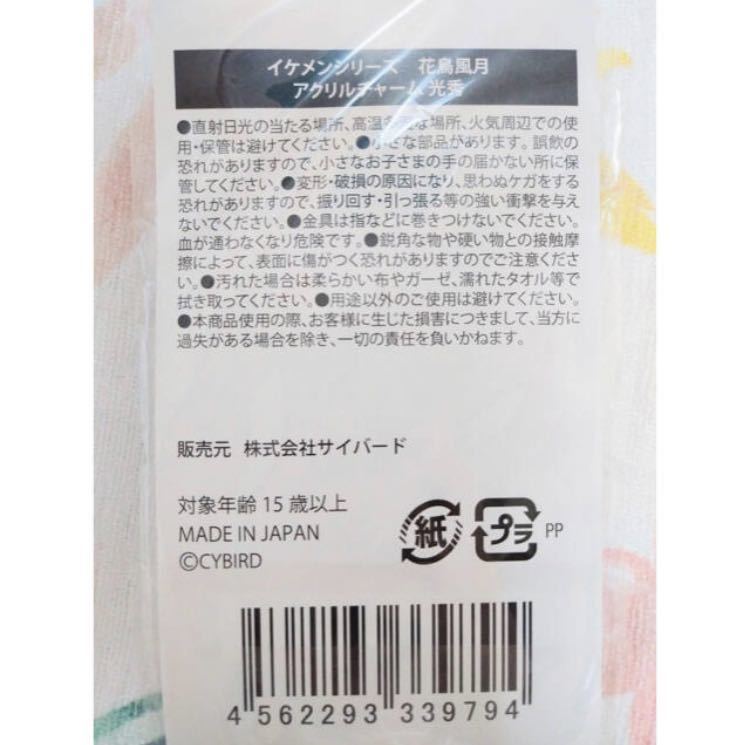 イケメンシリーズ 花鳥風月
アクリルチャーム 光秀
●直射日光の当たる場所、高温多湿な場所、火気周辺での使
用・保管は避けてください。●小さな部品があります。誤飲の
恐れがありますので、小さなお子さまの手の届かない所に保
管してください。●変形・破損の原因になり、思わぬケガをする
恐れがありますので、振り回す・引っ張る等の強い衝撃を与え
ないでください。●金具は指などに巻きつけないでください。
血が通わなくなり危険です。●鋭角な物や硬い物との接触摩
擦によって、表面に傷がつく恐れがありますのでご注意くださ
い。●汚れた場合は柔らかい布やガーゼ、濡れたタオル等で
拭き取ってください。●用途以外のご使用は避けてください。
●本商品使用の際、お客様に生じた損害につきまして、当方に
過失がある場合を除き、一切の責任を負いかねます。
販売元 株式会社サイバード
対象年齢 15 歳以上
MADE IN JAPAN
©CYBIRD
紙 プラ PP
4 562293 339794